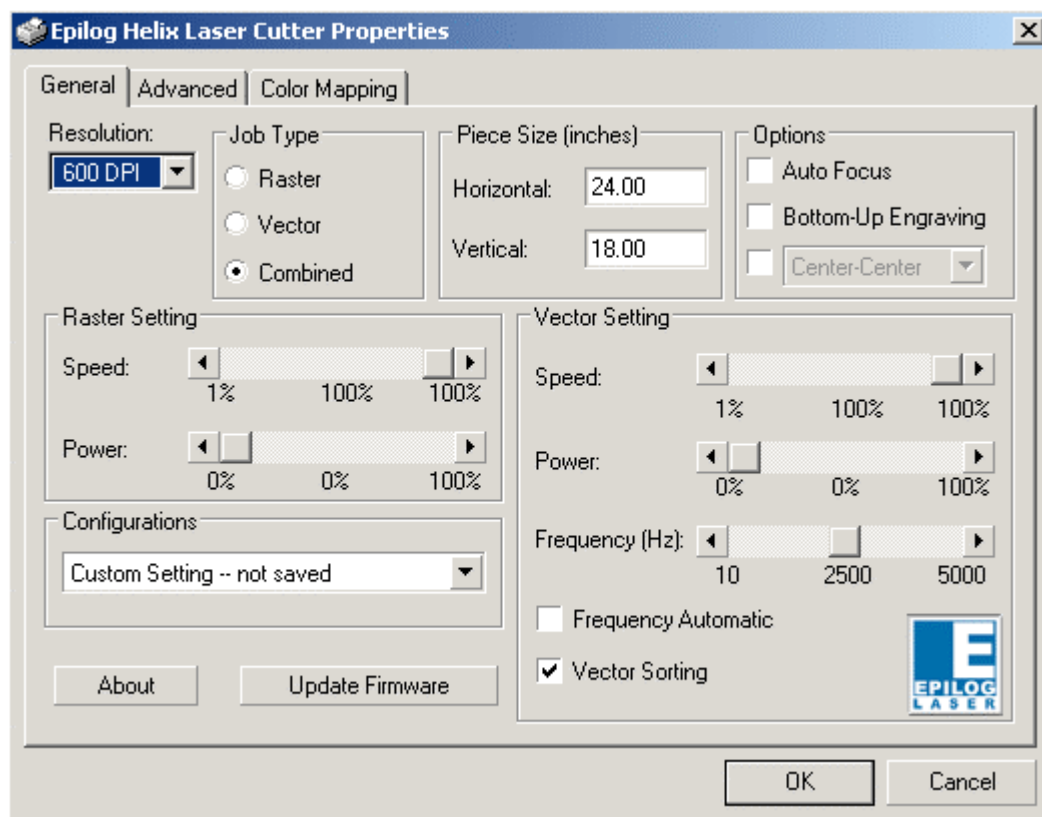 Epilog Helix Laser Cutter Properties
General Advanced Color Mapping
Resolution:
600 DPI
Job Type
Raster
Vector
Combined
Piece Size (inches)
Horizontal: 24.00
Vertical: 18.00
Options
Auto Focus
Bottom-Up Engraving
Center-Center
Raster Setting
Speed:
1% 100% 100%
Power:
0% 0% 100%
Configurations
Custom Setting -- not saved
About Update Firmware
Vector Setting
Speed:
1% 100% 100%
Power:
0% 0% 100%
Frequency (Hz):
10 2500 5000
Frequency Automatic
Vector Sorting
E
EPILOG
LASER
OK Cancel